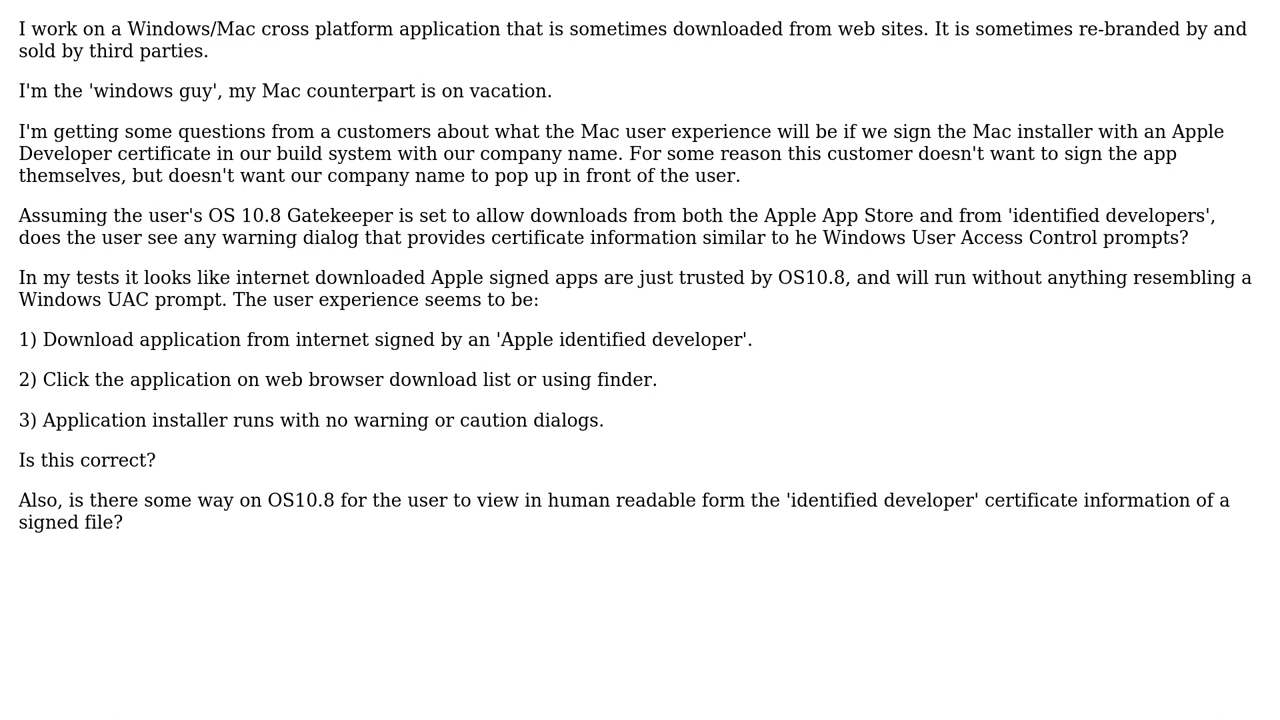 I work on a Windows/Mac cross platform application that is sometimes downloaded from web sites. It is sometimes re-branded by and
sold by third parties.
I'm the 'windows guy', my Mac counterpart is on vacation.
I'm getting some questions from a customers about what the Mac user experience will be if we sign the Mac installer with an Apple
Developer certificate in our build system with our company name. For some reason this customer doesn't want to sign the app
themselves, but doesn't want our company name to pop up in front of the user.
Assuming the user's OS 10.8 Gatekeeper is set to allow downloads from both the Apple App Store and from 'identified developers',
does the user see any warning dialog that provides certificate information similar to he Windows User Access Control prompts?
In my tests it looks like internet downloaded Apple signed apps are just trusted by OS10.8, and will run without anything resembling a
Windows UAC prompt. The user experience seems to be:
1) Download application from internet signed by an 'Apple identified developer'.
2) Click the application on web browser download list or using finder.
3) Application installer runs with no warning or caution dialogs.
Is this correct?
Also, is there some way on OS10.8 for the user to view in human readable form the 'identified developer' certificate information of a
signed file?